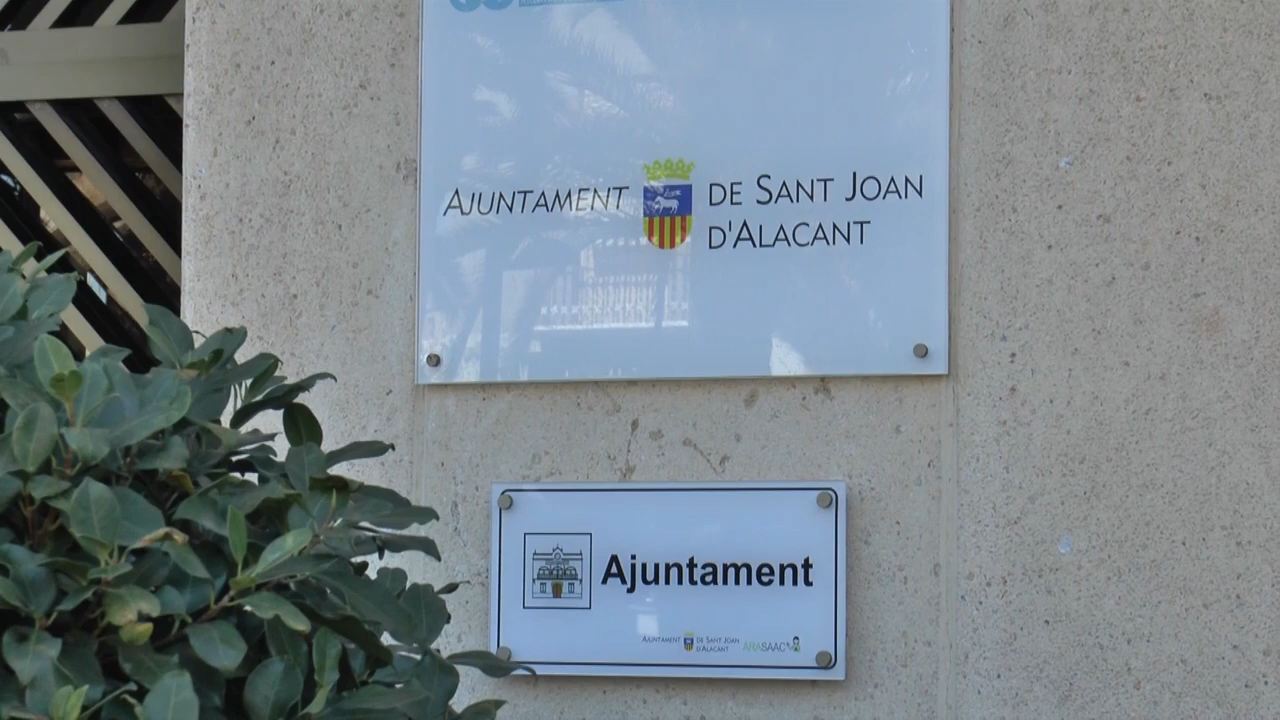 AJUNTAMENT DE SANT JOAN
D'ALACANT
Ajuntament
AJUNTAMENT DE SANT JOAN
D'ALACANT
ARASAAC